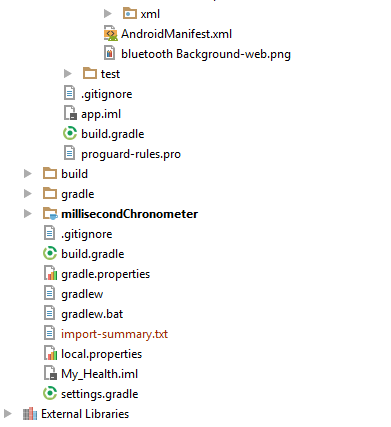 xml
AndroidManifest.xml
bluetooth Background-web.png
test
.gitignore
app.iml
build.gradle
proguard-rules.pro
build
gradle
millisecondChronometer
.gitignore
build.gradle
gradle.properties
gradlew
gradlew.bat
import-summary.txt
local.properties
My_Health.iml
settings.gradle
External Libraries